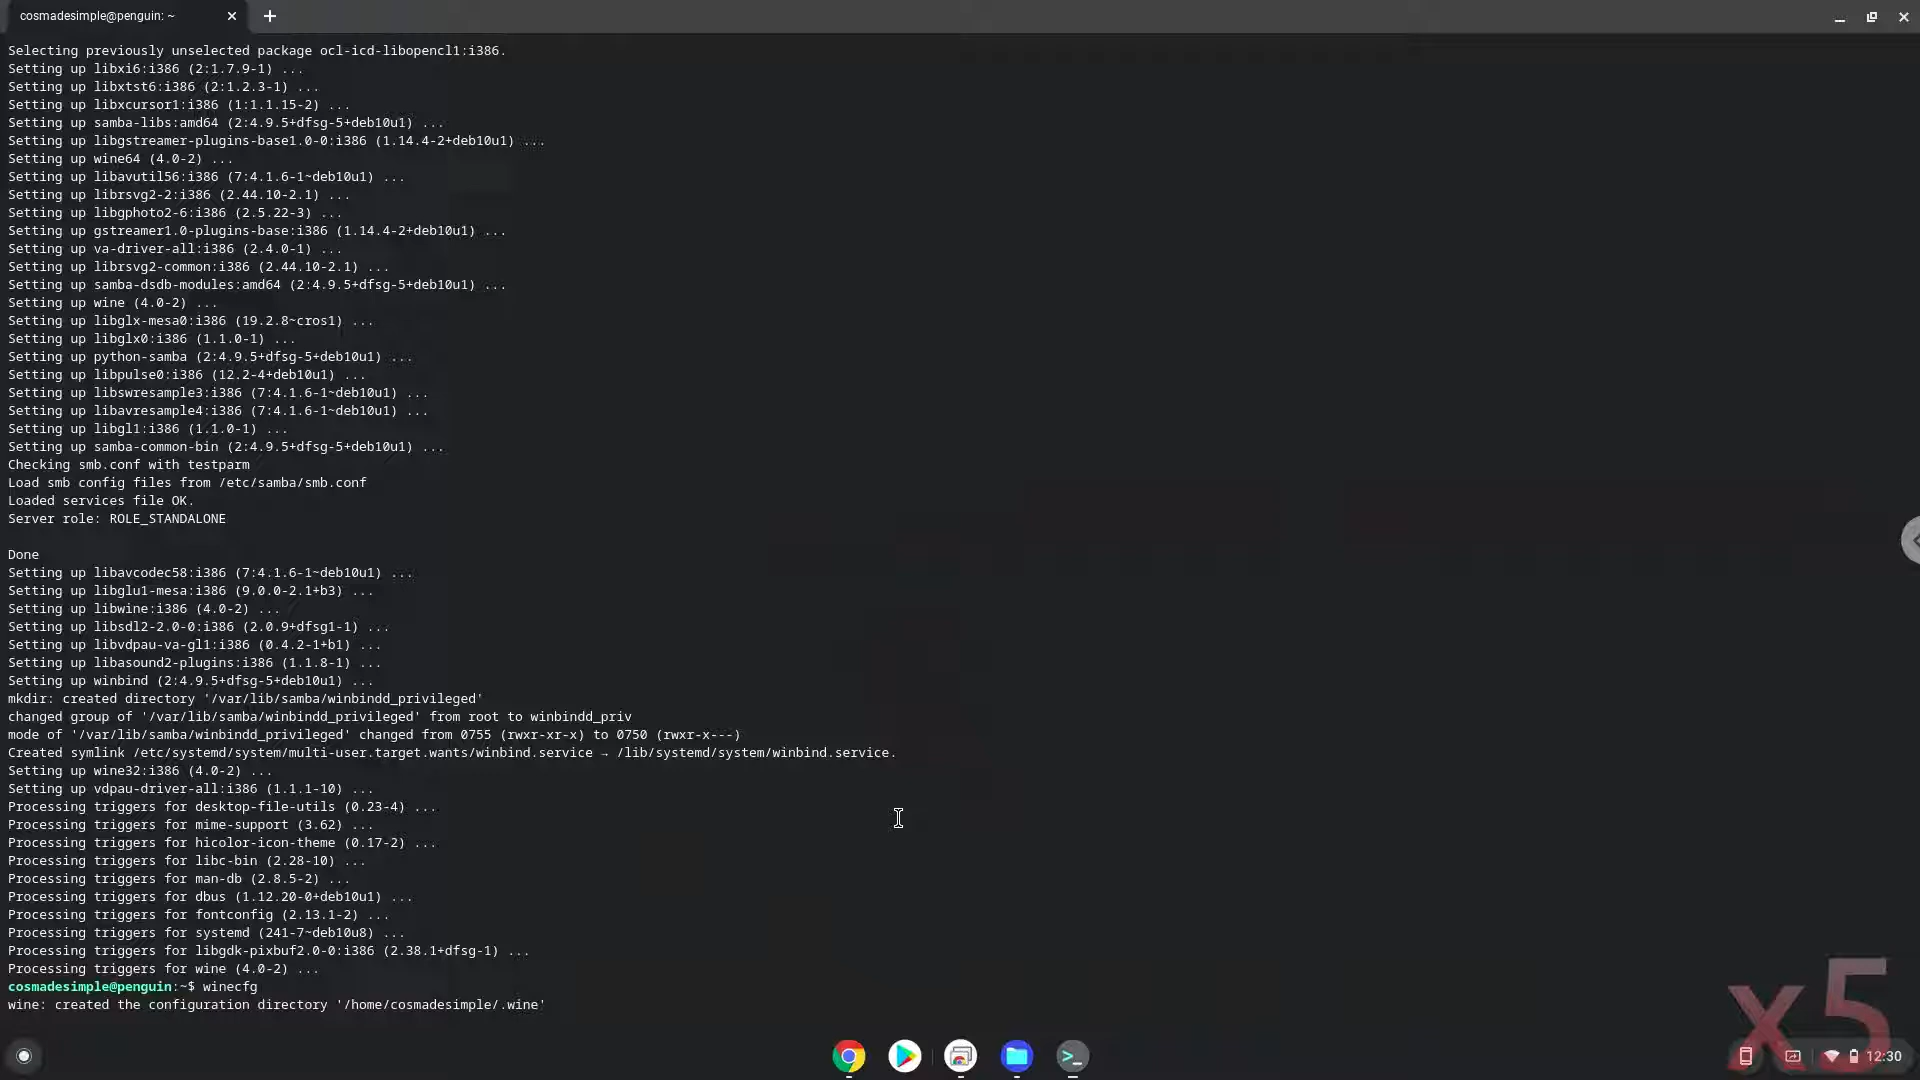 cosmadesimple@penguin: ~
Selecting previously unselected package ocl-icd-libopencl1:i386.
Setting up libxi6:i386 (2:1.7.9-1) ...
Setting up libxtst6:i386 (2:1.2.3-1) ...
Setting up libxcursor1:i386 (1:1.1.15-2) ...
Setting up samba-libs:amd64 (2:4.9.5+dfsg-5+deb10u1) ...
Setting up libgstreamer-plugins-base1.0-0:i386 (1.14.4-2+deb10u1) ...
Setting up wine64 (4.0-2) ...
Setting up libavutil56:i386 (7:4.1.6-1~deb10u1) ...
Setting up librsvg2-2:i386 (2.44.10-2.1) ...
Setting up libgphoto2-6:i386 (2.5.22-3) ...
Setting up gstreamer1.0-plugins-base:i386 (1.14.4-2+deb10u1) ...
Setting up va-driver-all:i386 (2.4.0-1) ...
Setting up librsvg2-common:i386 (2.44.10-2.1) ...
Setting up samba-dsdb-modules:amd64 (2:4.9.5+dfsg-5+deb10u1) ...
Setting up wine (4.0-2) ...
Setting up libglx-mesa0:i386 (19.2.8~cros1) ...
Setting up libglx0:i386 (1.1.0-1) ...
Setting up python-samba (2:4.9.5+dfsg-5+deb10u1) ...
Setting up libpulse0:i386 (12.2-4+deb10u1) ...
Setting up libswresample3:i386 (7:4.1.6-1~deb10u1) ...
Setting up libavresample4:i386 (7:4.1.6-1~deb10u1) ...
Setting up libgl1:i386 (1.1.0-1) ...
Setting up samba-common-bin (2:4.9.5+dfsg-5+deb10u1) ...
Checking smb.conf with testparm
Load smb config files from /etc/samba/smb.conf
Loaded services file OK.
Server role: ROLE_STANDALONE
Done
Setting up libavcodec58:i386 (7:4.1.6-1~deb10u1) ...
Setting up libglu1-mesa:i386 (9.0.0-2.1+b3) ...
Setting up libwine:i386 (4.0-2) ...
Setting up libsdl2-2.0-0:i386 (2.0.9+dfsg1-1) ...
Setting up libvdpau-va-gl1:i386 (0.4.2-1+b1) ...
Setting up libasound2-plugins:i386 (1.1.8-1) ...
Setting up winbind (2:4.9.5+dfsg-5+deb10u1) ...
mkdir: created directory '/var/lib/samba/winbindd_privileged'
changed group of '/var/lib/samba/winbindd_privileged' from root to winbindd_priv
mode of '/var/lib/samba/winbindd_privileged' changed from 0755 (rwxr-xr-x) to 0750 (rwxr-x---)
Created symlink /etc/systemd/system/multi-user.target.wants/winbind.service → /lib/systemd/system/winbind.service.
Setting up wine32:i386 (4.0-2) ...
Setting up vdpau-driver-all:i386 (1.1.1-10) ...
Processing triggers for desktop-file-utils (0.23-4) ...
Processing triggers for mime-support (3.62) ...
Processing triggers for hicolor-icon-theme (0.17-2) ...
Processing triggers for libc-bin (2.28-10) ...
Processing triggers for man-db (2.8.5-2) ...
Processing triggers for dbus (1.12.20-0+deb10u1) ...
Processing triggers for fontconfig (2.13.1-2) ...
Processing triggers for systemd (241-7~deb10u8) ...
Processing triggers for libgdk-pixbuf2.0-0:i386 (2.38.1+dfsg-1) ...
Processing triggers for wine (4.0-2) ...
cosmadesimple@penguin:~$ winecfg
wine: created the configuration directory '/home/cosmadesimple/.wine'
x5
12:30